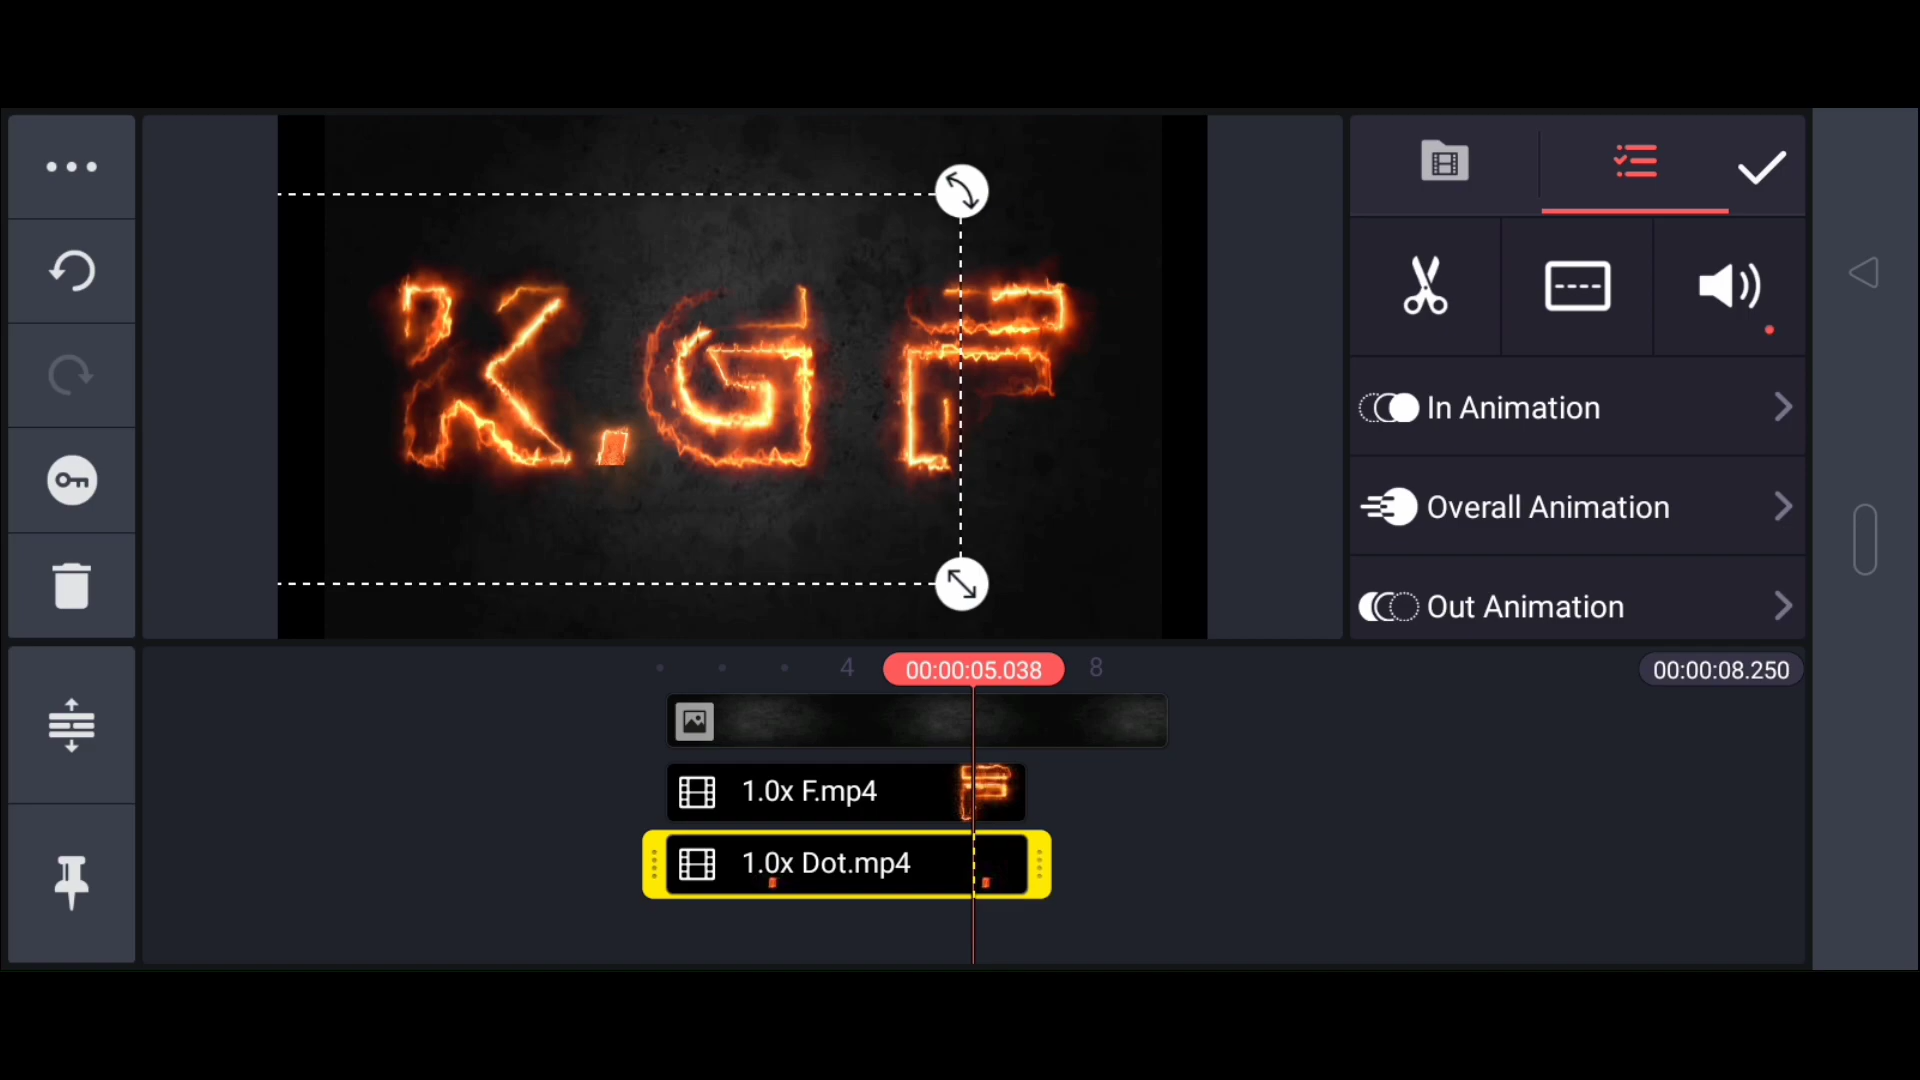 K.GF
In Animation
Overall Animation
Out Animation
4
00:00:05.038
8
00:00:08.250
1.0x F.mp4
F
1.0x Dot.mp4